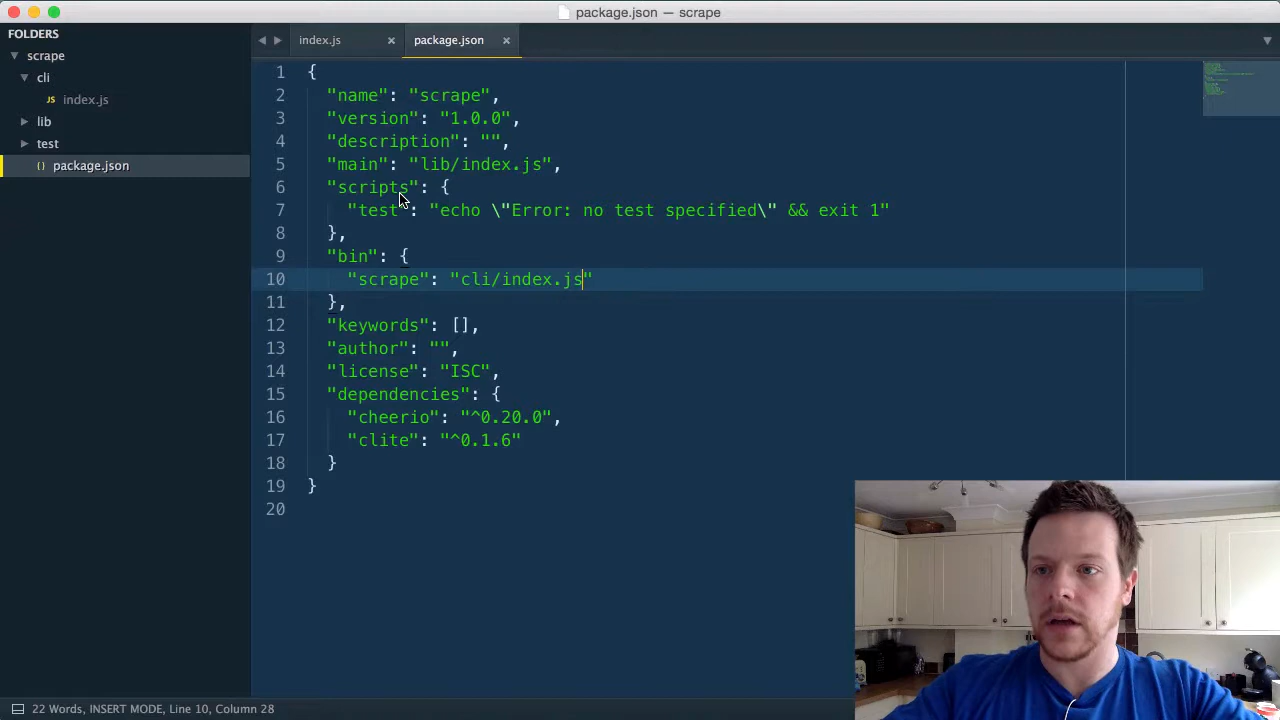 package.json — scrape
FOLDERS
scrape
cli
JS index.js
lib
test
{} package.json
index.js ×
package.json ×
1 {
2 "name": "scrape",
3 "version": "1.0.0",
4 "description": "",
5 "main": "lib/index.js",
6 "scripts": {
7 "test": "echo \"Error: no test specified\" && exit 1"
8 },
9 "bin": {
10 "scrape": "cli/index.js"
11 },
12 "keywords": [],
13 "author": "",
14 "license": "ISC",
15 "dependencies": {
16 "cheerio": "^0.20.0",
17 "clite": "^0.1.6"
18 }
19 }
20
22 Words, INSERT MODE, Line 10, Column 28